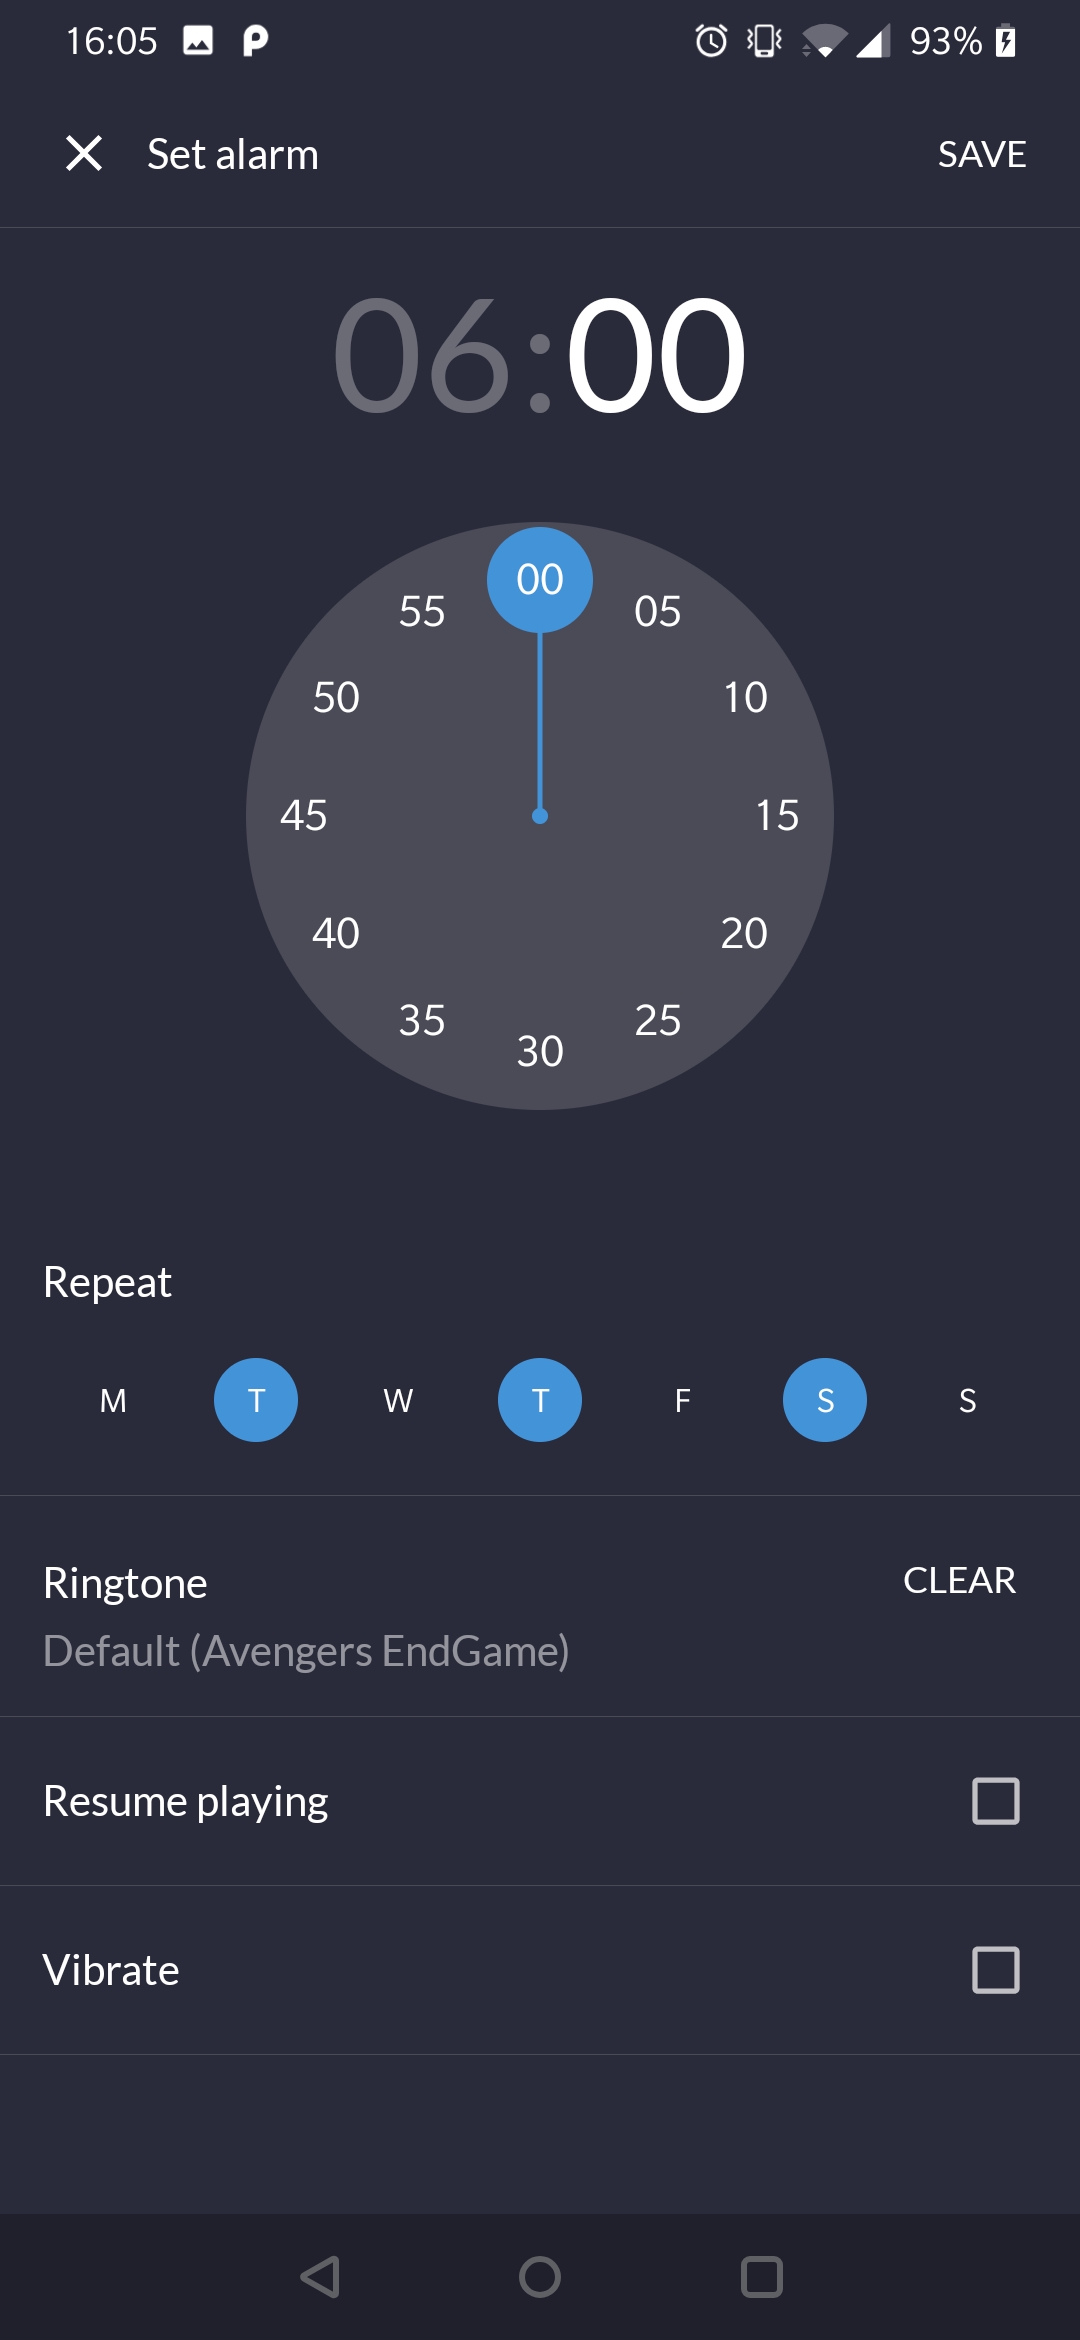 16:05 93%
Set alarm SAVE
06:00
00
55 05
50 10
45 15
40 20
35 25
30
Repeat
M T W T F S S
Ringtone CLEAR
Default (Avengers EndGame)
Resume playing
Vibrate